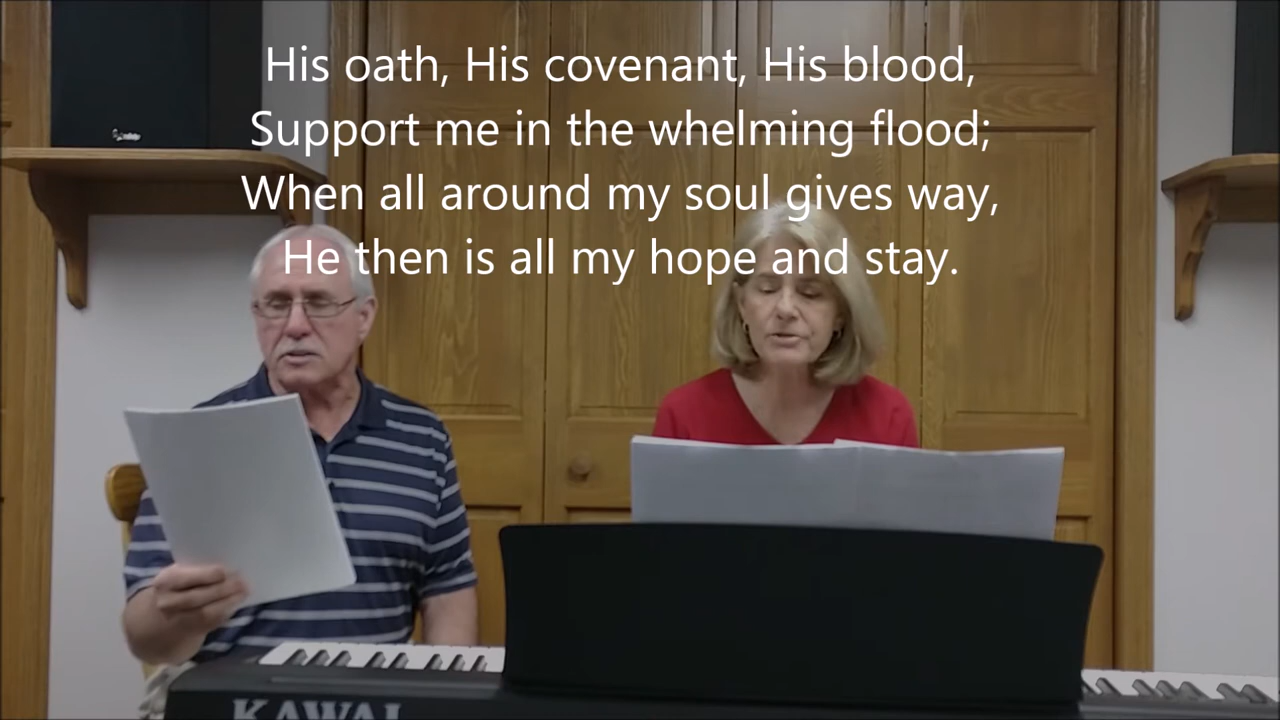 His oath, His covenant, His blood,
Support me in the whelming flood;
When all around my soul gives way,
He then is all my hope and stay.
KAWAI